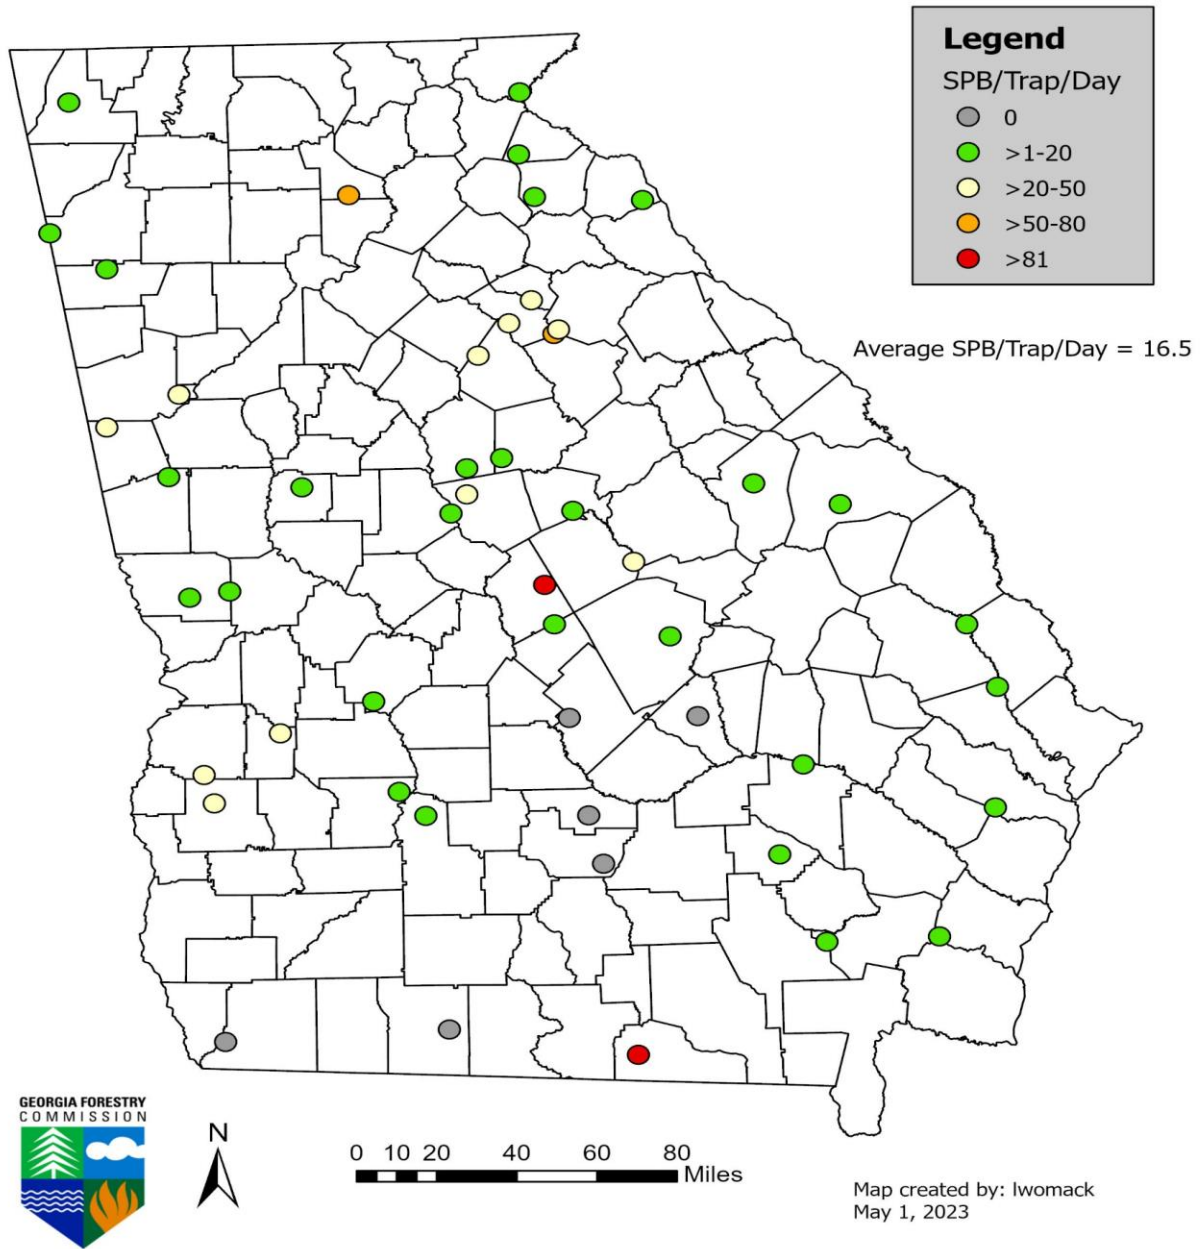 Legend
SPB/Trap/Day
0
>1-20
>20-50
>50-80
>81
Average SPB/Trap/Day = 16.5
GEORGIA FORESTRY
COMMISSION
N
0 10 20 40 60 80
Miles
Map created by: lwomack
May 1, 2023